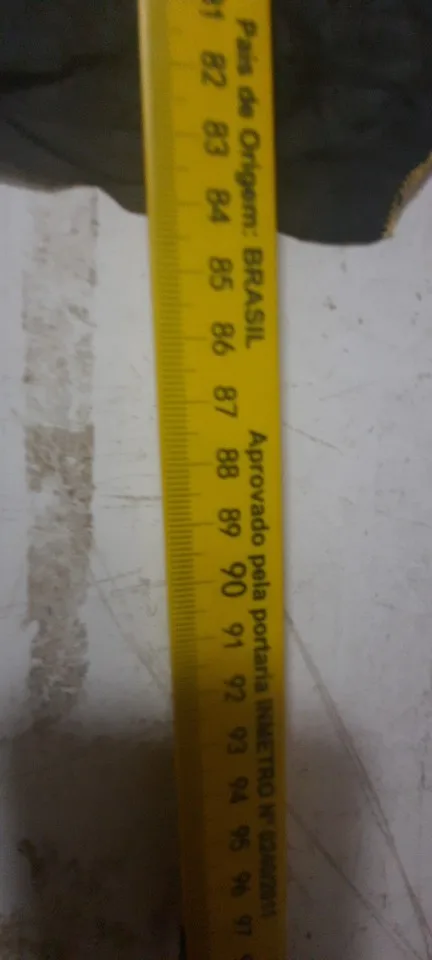 País de Origem: BRASIL
Aprovado pela portaria INMETRO Nº
82 83 84 85 86 87 88 89 90 91 92 93 94 95 96 97